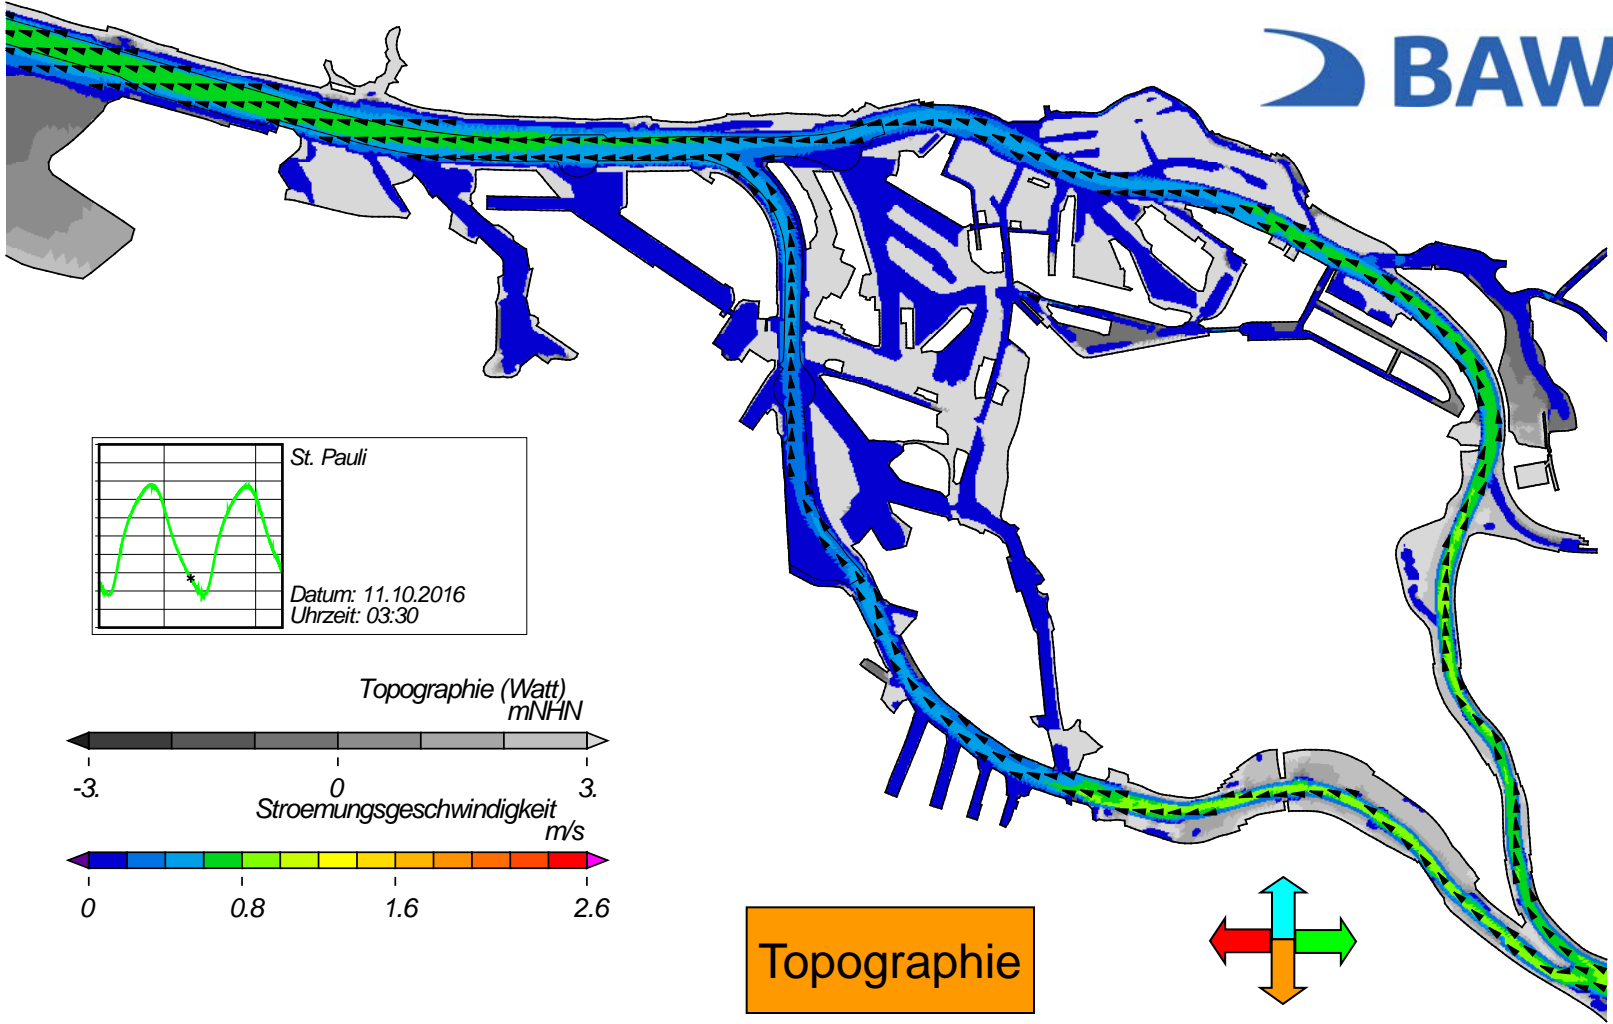 BAW
St. Pauli
Datum: 11.10.2016
Uhrzeit: 03:30
Topographie (Watt)
mNHN
-3. 0 3.
Stroemungsgeschwindigkeit
m/s
0 0.8 1.6 2.6
Topographie